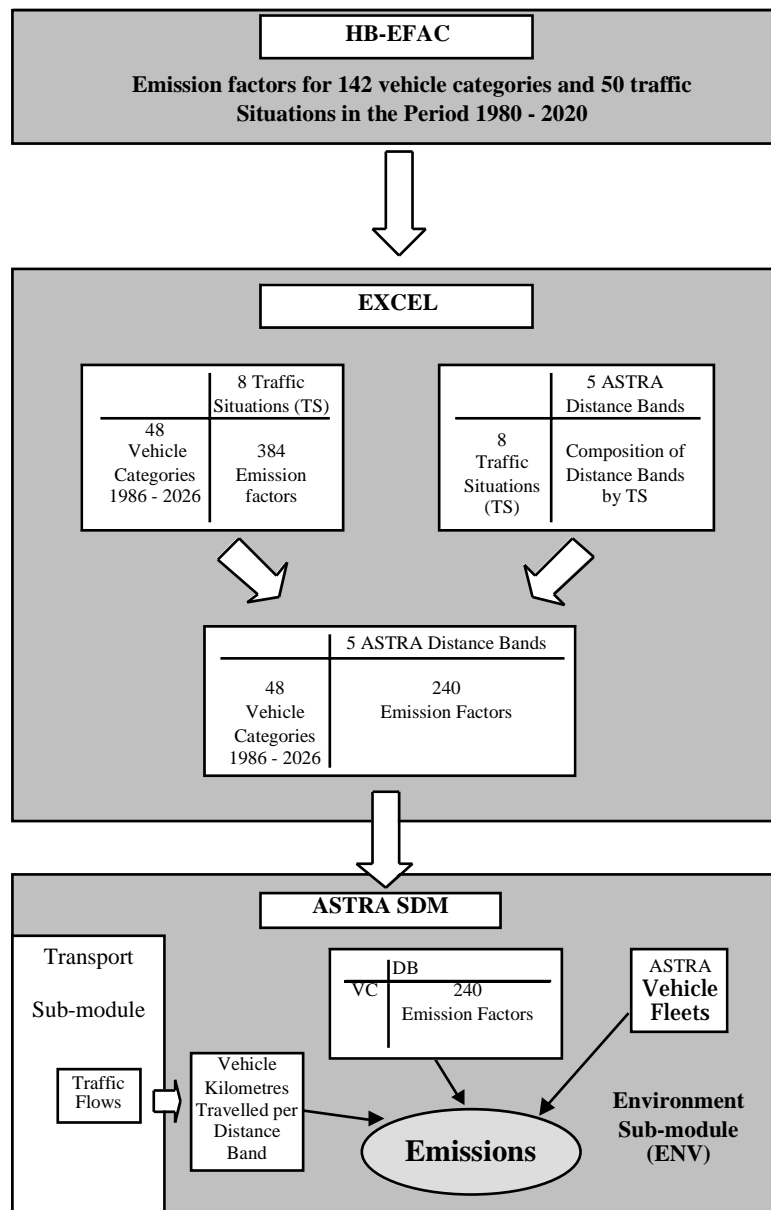 HB-EFAC
Emission factors for 142 vehicle categories and 50 traffic
Situations in the Period 1980 - 2020
EXCEL
8 Traffic
Situations (TS)
48
Vehicle
Categories
1986 - 2026
384
Emission
factors
5 ASTRA
Distance Bands
8
Traffic
Situations
(TS)
Composition of
Distance Bands
by TS
5 ASTRA Distance Bands
48
Vehicle
Categories
1986 - 2026
240
Emission Factors
ASTRA SDM
Transport
Sub-module
Traffic
Flows
Vehicle
Kilometres
Travelled per
Distance
Band
DB
VC
240
Emission Factors
ASTRA
Vehicle
Fleets
Emissions
Environment
Sub-module
(ENV)